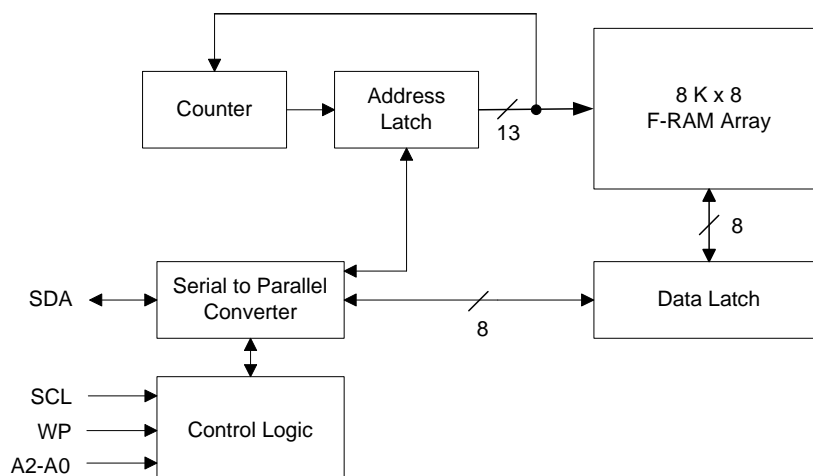 Counter
Address
Latch
13
8 K x 8
F-RAM Array
8
SDA
Serial to Parallel
Converter
8
Data Latch
SCL
WP
A2-A0
Control Logic